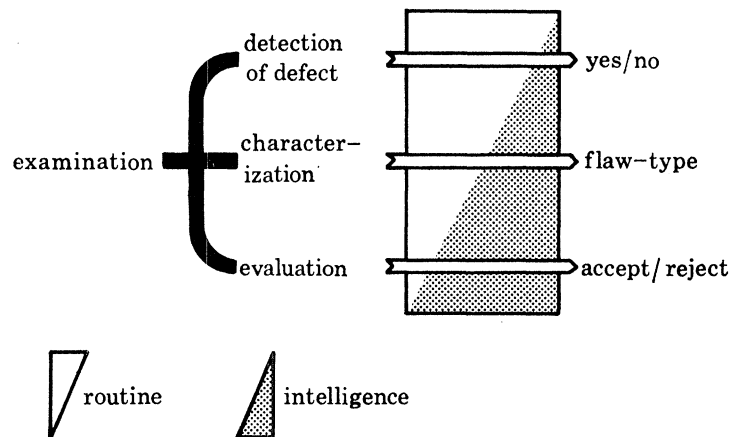 detection
of defect
yes/no
examination
character-
ization
flaw-type
evaluation
accept/reject
routine
intelligence